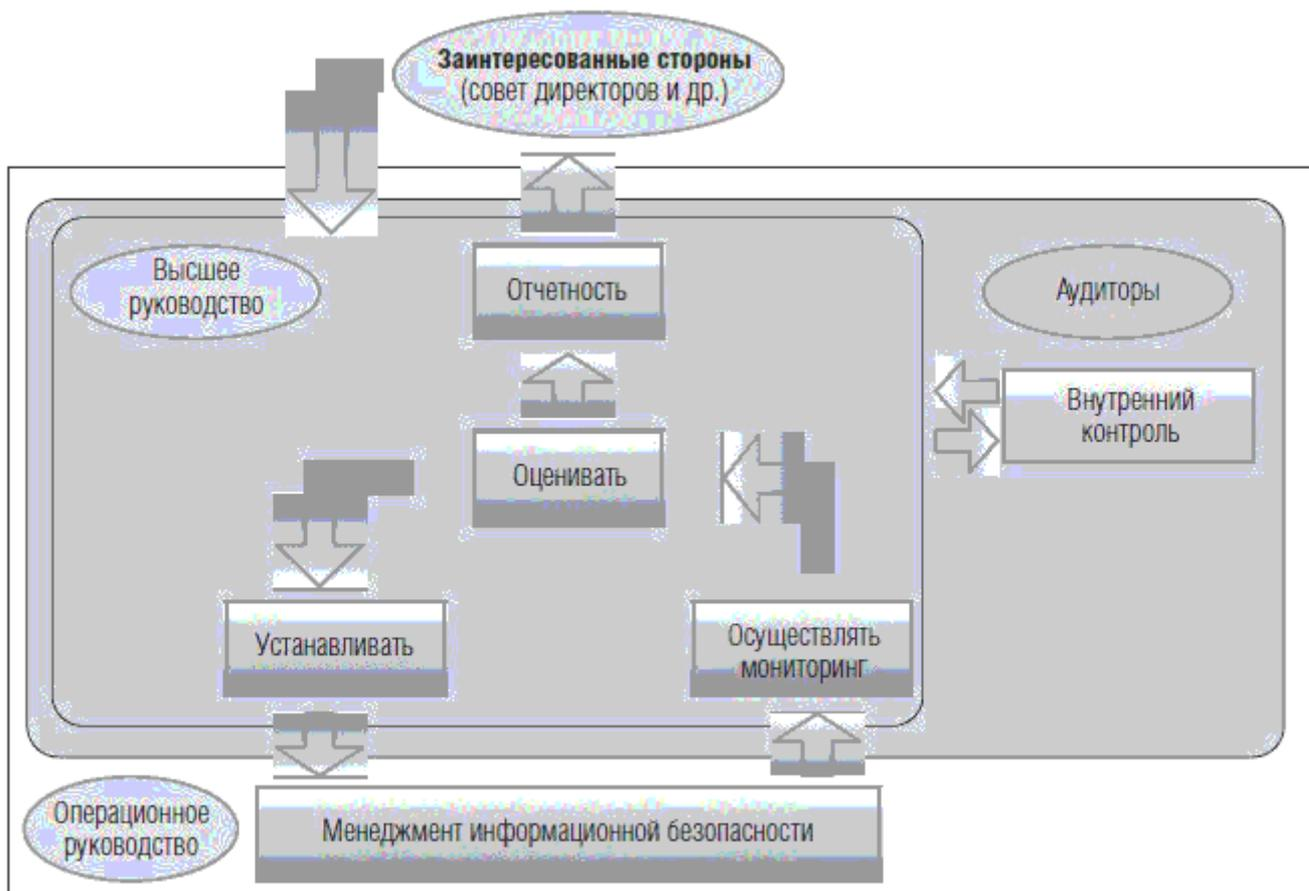 Заинтересованные стороны
(совет директоров и др.)
Высшее
руководство
Отчетность
Аудиторы
Внутренний
контроль
Оценивать
Устанавливать
Осуществлять
мониторинг
Операционное
руководство
Менеджмент информационной безопасности